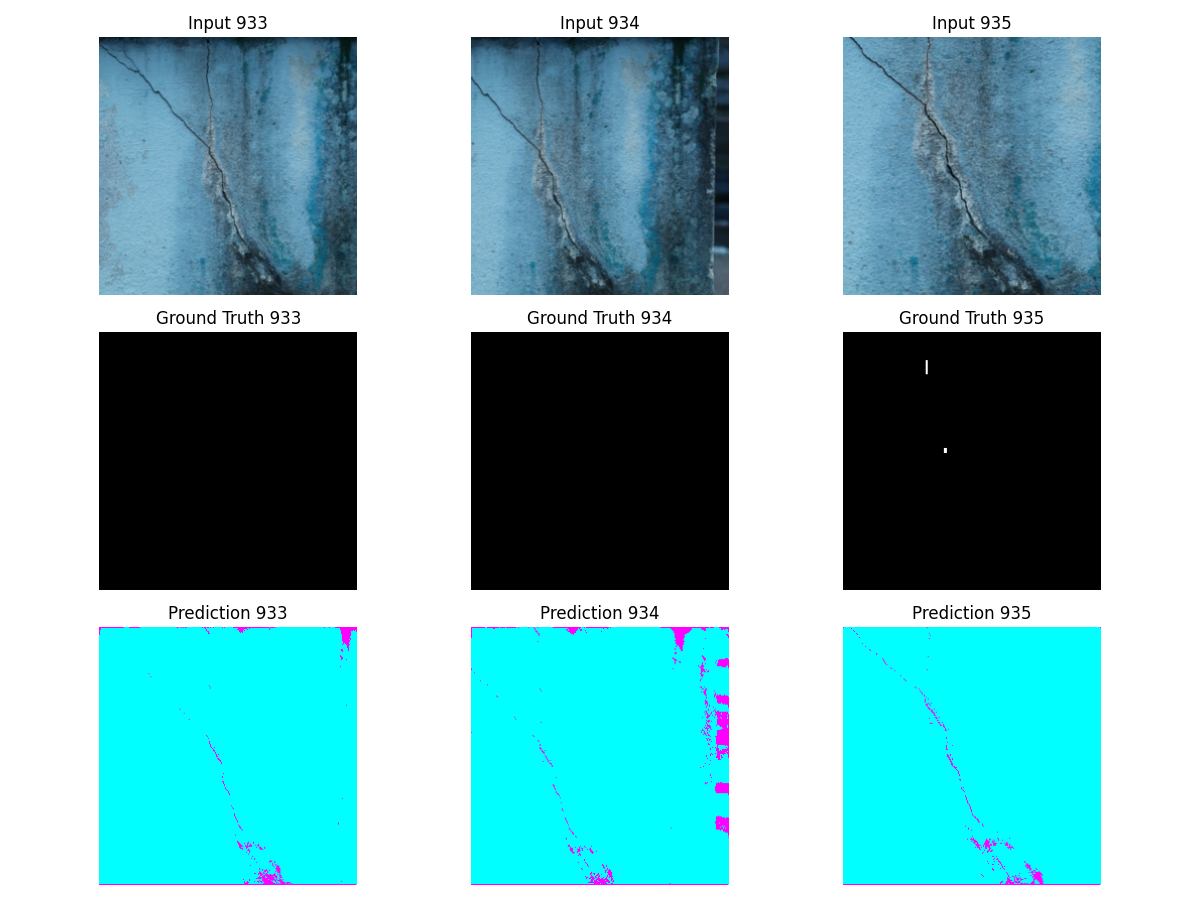 Input 933
Input 934
Input 935
Ground Truth 933
Ground Truth 934
Ground Truth 935
Prediction 933
Prediction 934
Prediction 935